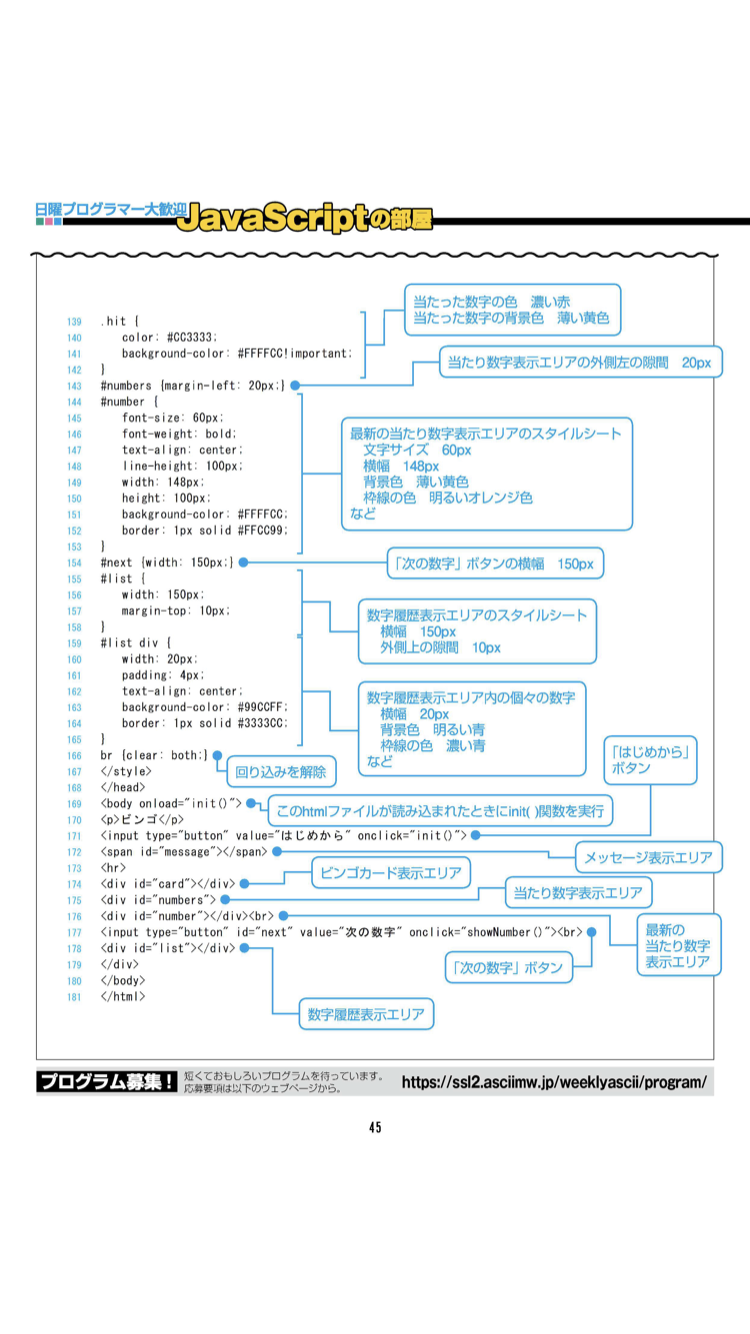 日曜プログラマー大歓迎
JavaScriptの部屋
139 .hit {
140 color: #CC3333;
141 background-color: #FFFFCC!important;
142 }
当たった数字の色 濃い赤
当たった数字の背景色 薄い黄色
143 #numbers {margin-left: 20px;}
当たり数字表示エリアの外側左の隙間 20px
144 #number {
145 font-size: 60px;
146 font-weight: bold;
147 text-align: center;
148 line-height: 100px;
149 width: 148px;
150 height: 100px;
151 background-color: #FFFFCC;
152 border: 1px solid #FFCC99;
153 }
最新の当たり数字表示エリアのスタイルシート
文字サイズ 60px
横幅 148px
背景色 薄い黄色
枠線の色 明るいオレンジ色
など
154 #next {width: 150px;}
「次の数字」ボタンの横幅 150px
155 #list {
156 width: 150px;
157 margin-top: 10px;
158 }
数字履歴表示エリアのスタイルシート
横幅 150px
外側上の隙間 10px
159 #list div {
160 width: 20px;
161 padding: 4px;
162 text-align: center;
163 background-color: #99CCFF;
164 border: 1px solid #3333CC;
165 }
数字履歴表示エリア内の個々の数字
横幅 20px
背景色 明るい青
枠線の色 濃い青
など
166 br {clear: both;}
回り込みを解除
167 </style>
168 </head>
169 <body onload="init()">
このhtmlファイルが読み込まれたときにinit( )関数を実行
170 <p>ビンゴ</p>
171 <input type="button" value="はじめから" onclick="init()">
「はじめから」
ボタン
172 <span id="message"></span>
メッセージ表示エリア
173 <hr>
174 <div id="card"></div>
ビンゴカード表示エリア
175 <div id="numbers">
当たり数字表示エリア
176 <div id="number"></div><br>
最新の
当たり数字
表示エリア
177 <input type="button" id="next" value="次の数字" onclick="showNumber()"><br>
「次の数字」ボタン
178 <div id="list"></div>
数字履歴表示エリア
179 </div>
180 </body>
181 </html>
プログラム募集!
短くておもしろいプログラムを待っています。
応募要項は以下のウェブページから。
https://ssl2.asciimw.jp/weeklyascii/program/
45